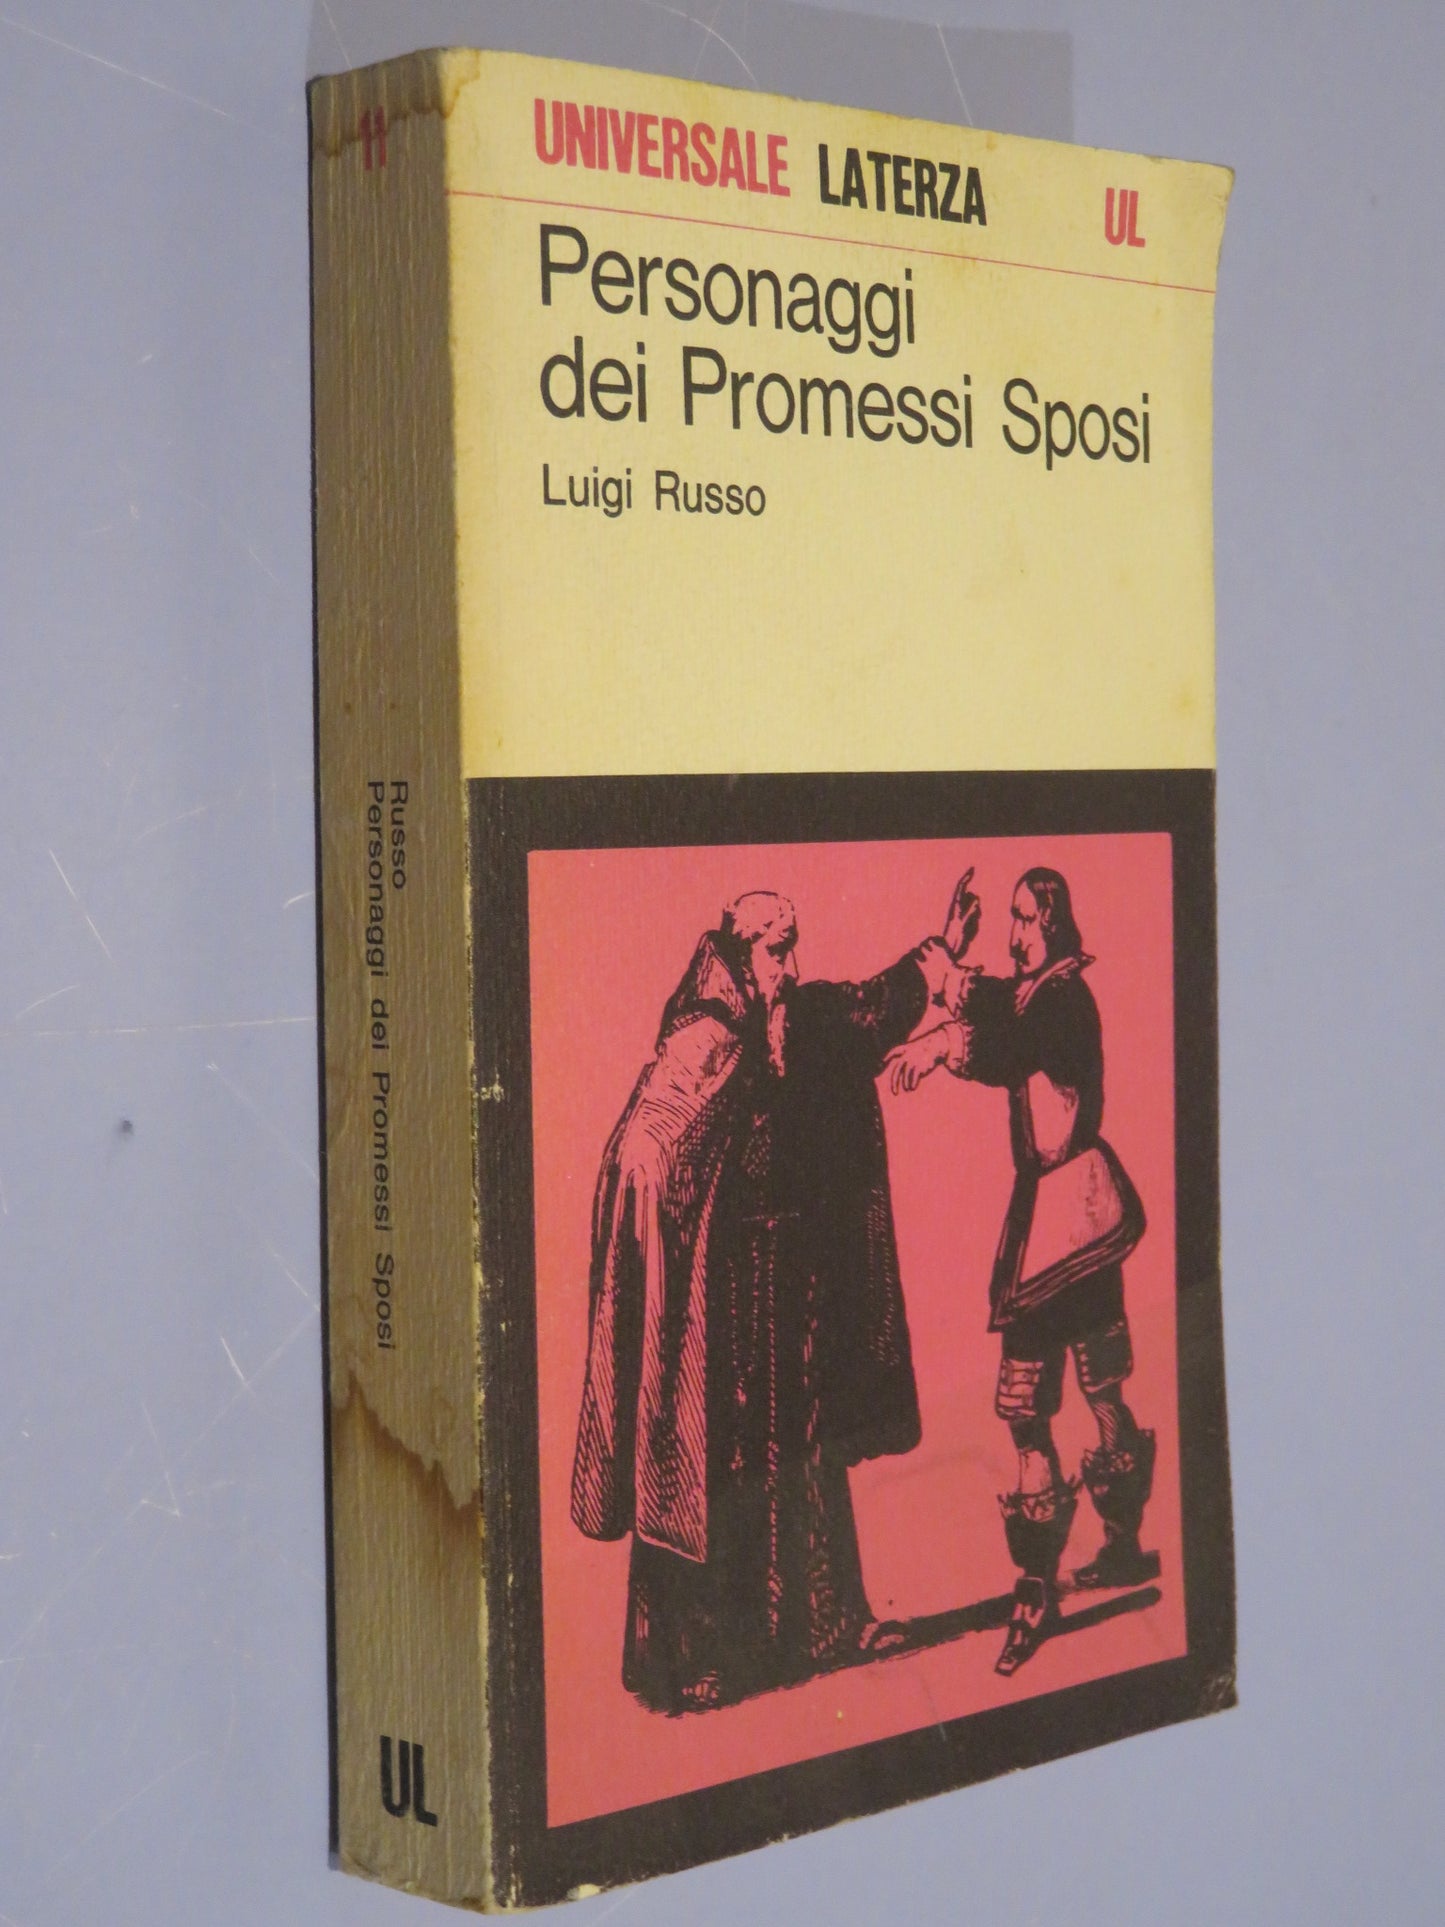 UNIVERSALE LATERZA UL
Personaggi
dei Promessi Sposi
Luigi Russo
11
Russo
Personaggi dei Promessi Sposi
UL